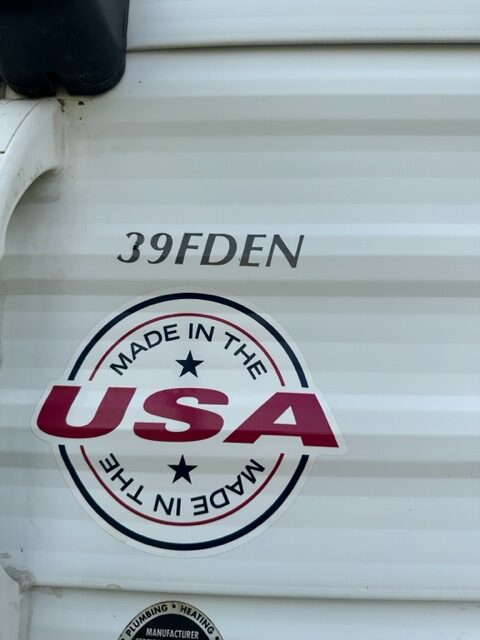 39FDEN
MADE IN THE
USA
MADE IN THE
PLUMBING * HEATING *
MANUFACTURER